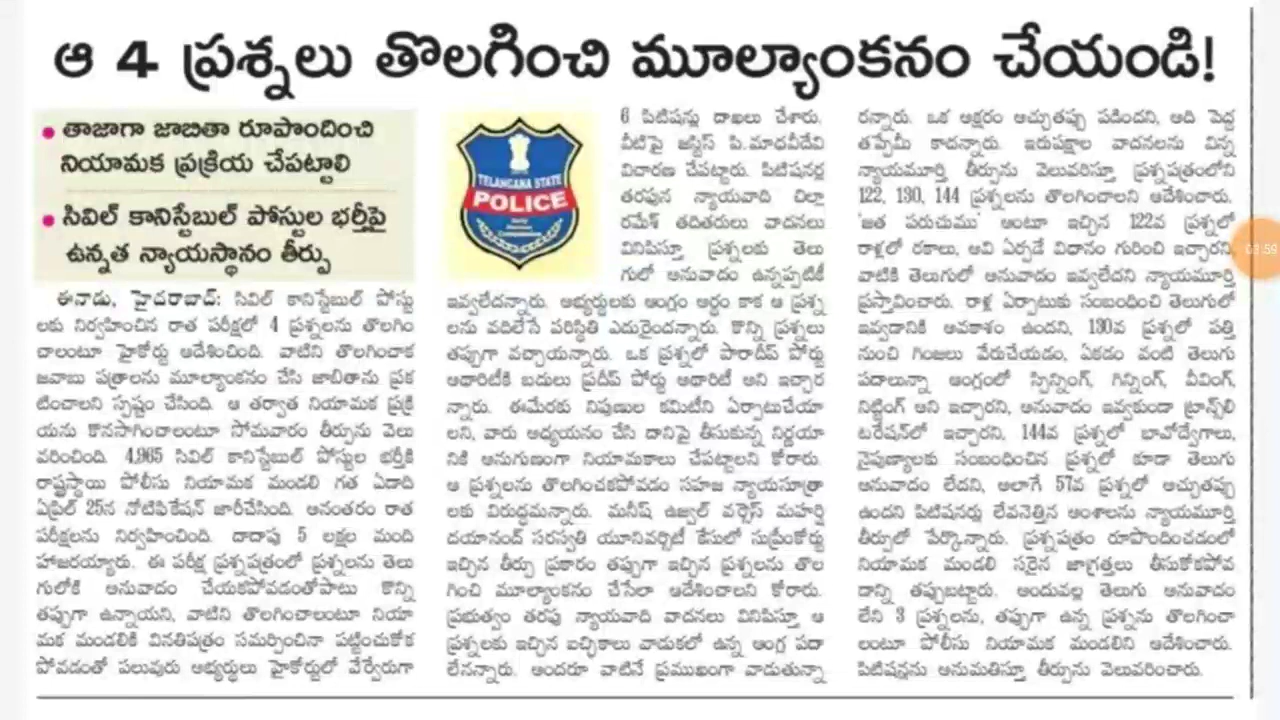 ఆ 4 ప్రశ్నలు తొలగించి మూల్యాంకనం చేయండి!
• తాజాగా జాబితా రూపొందించి
నియామక ప్రక్రియ చేపట్టాలి
• సివిల్ కానిస్టేబుల్ పోస్టుల భర్తీపై
ఉన్నత న్యాయస్థానం తీర్పు
ఈనాడు, హైదరాబాద్: సివిల్ కానిస్టేబుల్ పోస్టు
లకు నిర్వహించిన రాత పరీక్షలో 4 ప్రశ్నలను తొలగిం
చాలంటూ హైకోర్టు ఆదేశించింది. వాటిని తొలగించాక
జవాబు పత్రాలను మూల్యాంకనం చేసి జాబితాను ప్రక
టించాలని స్పష్టం చేసింది. ఆ తర్వాత నియామక ప్రక్రి
యను కొనసాగించాలంటూ సోమవారం తీర్పును వెలు
వరించింది. 4,965 సివిల్ కానిస్టేబుల్ పోస్టుల భర్తీకి
రాష్ట్రస్థాయి పోలీసు నియామక మండలి గత ఏడాది
ఏప్రిల్ 25న నోటిఫికేషన్ జారీచేసింది. అనంతరం రాత
పరీక్షలను నిర్వహించింది. దాదాపు 5 లక్షల మంది
హాజరయ్యారు. ఈ పరీక్ష ప్రశ్నపత్రంలో ప్రశ్నలను తెలు
గులోకి అనువాదం చేయకపోవడంతోపాటు కొన్ని
తప్పుగా ఉన్నాయని, వాటిని తొలగించాలంటూ నియా
మక మండలికి వినతిపత్రం సమర్పించినా పట్టించుకోక
పోవడంతో పలువురు అభ్యర్థులు హైకోర్టులో వేర్వేరుగా
TELANGANA STATE
POLICE
6 పిటిషన్లు దాఖలు చేశారు.
వీటిపై జస్టిస్ పి.మాధవీదేవి
విచారణ చేపట్టారు. పిటిషనర్ల
తరఫున న్యాయవాది చిల్లా
రమేశ్ తదితరులు వాదనలు
వినిపిస్తూ ప్రశ్నలకు తెలు
గులో అనువాదం ఉన్నప్పటికీ
ఇవ్వలేదన్నారు. అభ్యర్థులకు ఆంగ్లం అర్థం కాక ఆ ప్రశ్న
లను వదిలేసే పరిస్థితి ఎదురైందన్నారు. కొన్ని ప్రశ్నలు
తప్పుగా వచ్చాయన్నారు. ఒక ప్రశ్నలో పారాదీప్ పోర్టు
అథారిటీకి బదులు ప్రదీప్ పోర్టు అథారిటీ అని ఇచ్చార
న్నారు. ఈమేరకు నిపుణుల కమిటీని ఏర్పాటుచేయా
లని, వారు అధ్యయనం చేసి దానిపై తీసుకున్న నిర్ణయా
నికి అనుగుణంగా నియామకాలు చేపట్టాలని కోరారు.
ఆ ప్రశ్నలను తొలగించకపోవడం సహజ న్యాయసూత్రా
లకు విరుద్ధమన్నారు. మనీష్ ఉజ్వల్ వర్సెస్ మహర్షి
దయానంద్ సరస్వతి యూనివర్సిటీ కేసులో సుప్రీంకోర్టు
ఇచ్చిన తీర్పు ప్రకారం తప్పుగా ఇచ్చిన ప్రశ్నలను తొల
గించి మూల్యాంకనం చేసేలా ఆదేశించాలని కోరారు.
ప్రభుత్వం తరఫు న్యాయవాది వాదనలు వినిపిస్తూ ఆ
ప్రశ్నలకు ఇచ్చిన ఐచ్ఛికాలు వాడుకలో ఉన్న ఆంగ్ల పదా
లేనన్నారు. అందరూ వాటినే ప్రముఖంగా వాడుతున్నా
రన్నారు. ఒక అక్షరం అచ్చుతప్పు పడిందని, అది పెద్ద
తప్పేమీ కాదన్నారు. ఇరుపక్షాల వాదనలను విన్న
న్యాయమూర్తి తీర్పును వెలువరిస్తూ ప్రశ్నపత్రంలోని
122, 130, 144 ప్రశ్నలను తొలగించాలని ఆదేశించారు.
'జత పరుచుము' అంటూ ఇచ్చిన 122వ ప్రశ్నలో
రాళ్లలో రకాలు, అవి ఏర్పడే విధానం గురించి ఇచ్చారని
వాటికి తెలుగులో అనువాదం ఇవ్వలేదని న్యాయమూర్తి
ప్రస్తావించారు. రాళ్ల ఏర్పాటుకు సంబంధించి తెలుగులో
ఇవ్వడానికి అవకాశం ఉందని, 130వ ప్రశ్నలో పత్తి
నుంచి గింజలు వేరుచేయడం, ఏకడం వంటి తెలుగు
పదాలున్నా ఆంగ్లంలో స్పిన్నింగ్, గిన్నింగ్, వీవింగ్,
నిట్టింగ్ అని ఇచ్చారని, అనువాదం ఇవ్వకుండా ట్రాన్స్‌లి
టరేషన్‌లో ఇచ్చారని, 144వ ప్రశ్నలో భావోద్వేగాలు,
నైపుణ్యాలకు సంబంధించిన ప్రశ్నలో కూడా తెలుగు
అనువాదం లేదని, అలాగే 57వ ప్రశ్నలో అచ్చుతప్పు
ఉందని పిటిషనర్లు లేవనెత్తిన అంశాలను న్యాయమూర్తి
తీర్పులో పేర్కొన్నారు. ప్రశ్నపత్రం రూపొందించడంలో
నియామక మండలి సరైన జాగ్రత్తలు తీసుకోకపోవ
డాన్ని తప్పుబట్టారు. అందువల్ల తెలుగు అనువాదం
లేని 3 ప్రశ్నలను, తప్పుగా ఉన్న ప్రశ్నను తొలగించా
లంటూ పోలీసు నియామక మండలిని ఆదేశించారు.
పిటిషన్లను అనుమతిస్తూ తీర్పును వెలువరించారు.
03:59